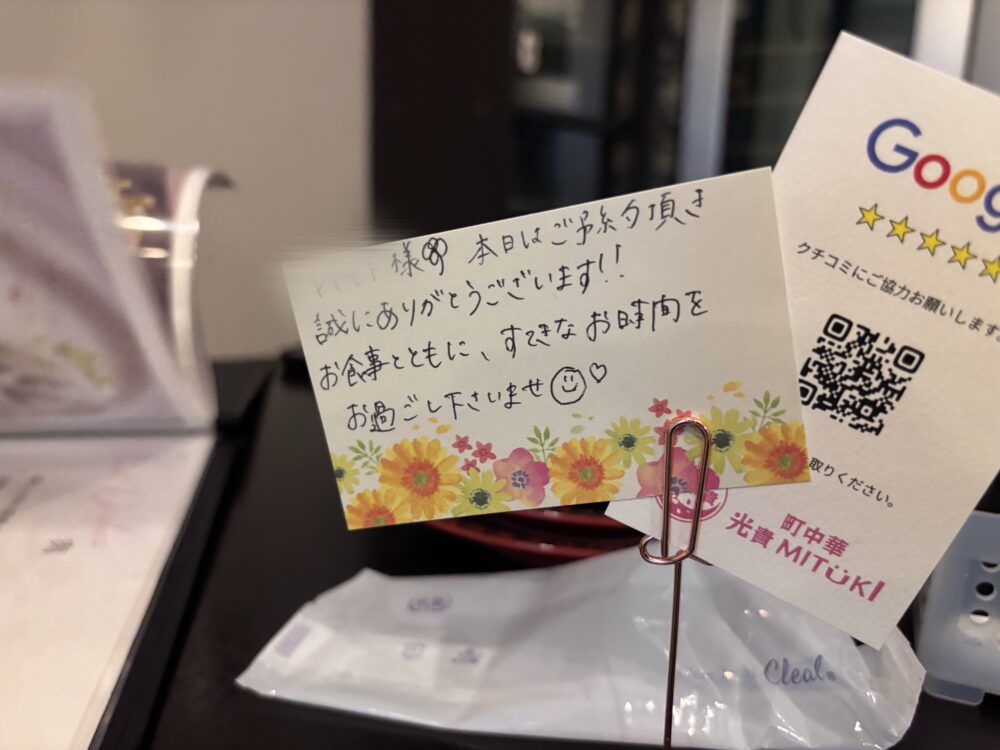 様 本日はご予約頂き
誠にありがとうございます!!
お食事とともに、すてきなお時間を
お過ごし下さいませ
Goog
クチコミにご協力お願いします。
取りください。
町中華
光貴 MITUKI
Cleal